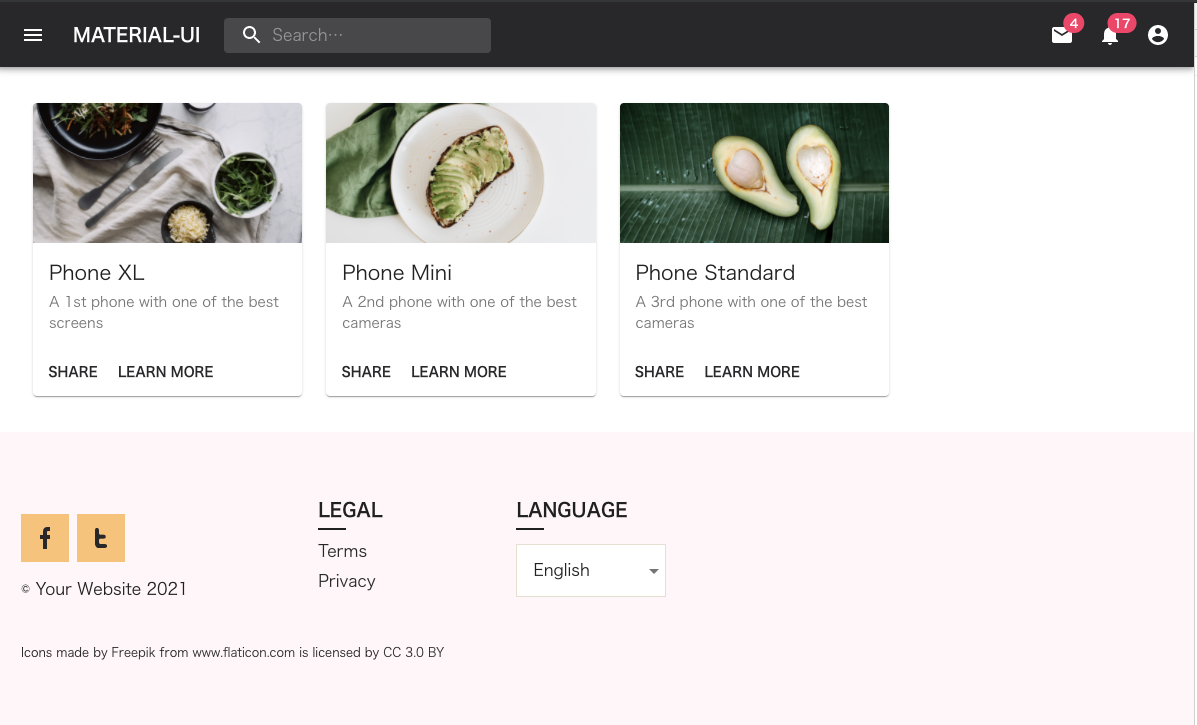 MATERIAL-UI
Search…
4
17
Phone XL
A 1st phone with one of the best
screens
SHARE LEARN MORE
Phone Mini
A 2nd phone with one of the best
cameras
SHARE LEARN MORE
Phone Standard
A 3rd phone with one of the best
cameras
SHARE LEARN MORE
© Your Website 2021
LEGAL
Terms
Privacy
LANGUAGE
English
Icons made by Freepik from www.flaticon.com is licensed by CC 3.0 BY